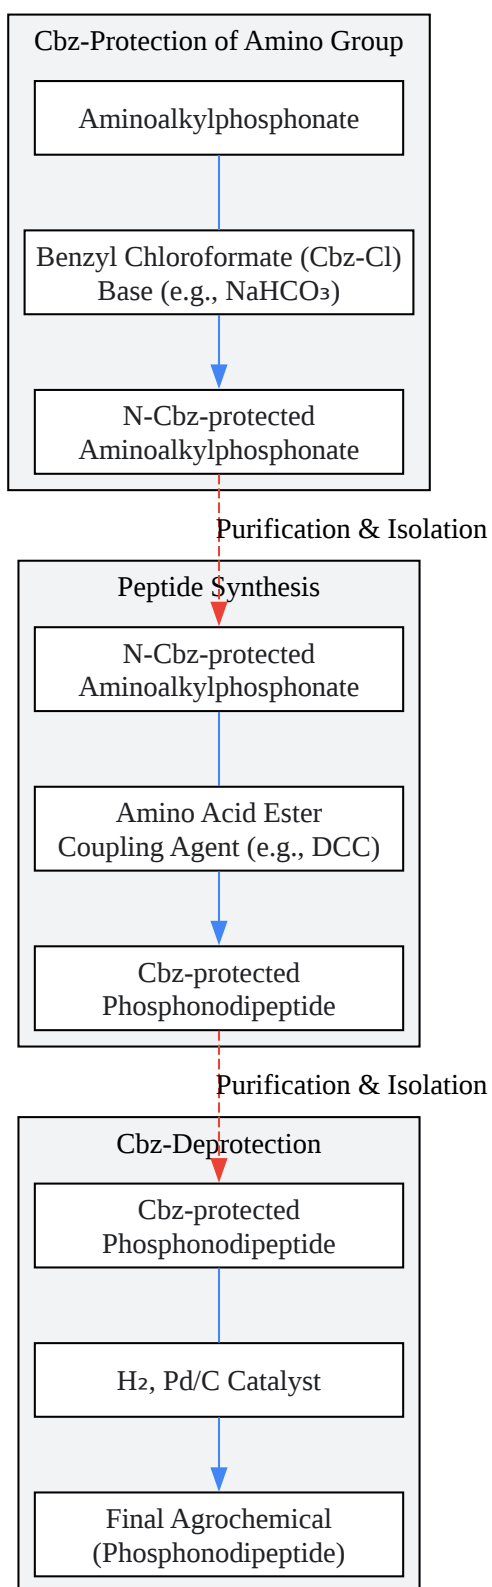 Cbz-Protection of Amino Group
Aminoalkylphosphonate
Benzyl Chloroformate (Cbz-Cl)
Base (e.g., NaHCO₃)
N-Cbz-protected
Aminoalkylphosphonate
Purification & Isolation
Peptide Synthesis
N-Cbz-protected
Aminoalkylphosphonate
Amino Acid Ester
Coupling Agent (e.g., DCC)
Cbz-protected
Phosphonodipeptide
Purification & Isolation
Cbz-Deprotection
Cbz-protected
Phosphonodipeptide
H₂, Pd/C Catalyst
Final Agrochemical
(Phosphonodipeptide)